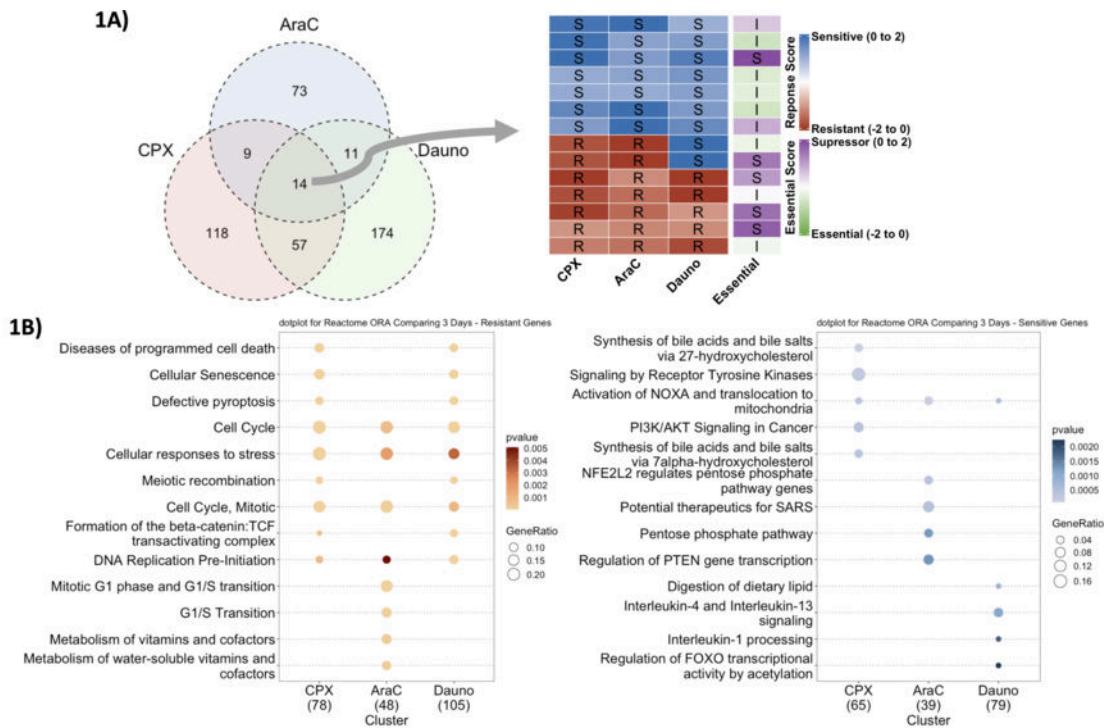 1A)
AraC
73
CPX
9
11
Dauno
14
118
57
174
S S S I
S S S I
S S S S
S S S I
S S S I
S S S I
S S S I
R R S I
R R S S
R R R S
R R R I
R R R S
R R R S
R R R I
CPX
AraC
Dauno
Essential
Reponse Score
Sensitive (0 to 2)
Resistant (-2 to 0)
Essential Score
Supressor (0 to 2)
Essential (-2 to 0)
1B)
dotplot for Reactome ORA Comparing 3 Days - Resistant Genes
Diseases of programmed cell death
Cellular Senescence
Defective pyroptosis
Cell Cycle
Cellular responses to stress
Meiotic recombination
Cell Cycle, Mitotic
Formation of the beta-catenin:TCF
transactivating complex
DNA Replication Pre-Initiation
Mitotic G1 phase and G1/S transition
G1/S Transition
Metabolism of vitamins and cofactors
Metabolism of water-soluble vitamins and
cofactors
CPX
(78)
AraC
(48)
Dauno
(105)
Cluster
pvalue
0.005
0.004
0.003
0.002
0.001
GeneRatio
0.10
0.15
0.20
dotplot for Reactome ORA Comparing 3 Days - Sensitive Genes
Synthesis of bile acids and bile salts
via 27-hydroxycholesterol
Signaling by Receptor Tyrosine Kinases
Activation of NOXA and translocation to
mitochondria
PI3K/AKT Signaling in Cancer
Synthesis of bile acids and bile salts
via 7alpha-hydroxycholesterol
NFE2L2 regulates pentose phosphate
pathway genes
Potential therapeutics for SARS
Pentose phosphate pathway
Regulation of PTEN gene transcription
Digestion of dietary lipid
Interleukin-4 and Interleukin-13
signaling
Interleukin-1 processing
Regulation of FOXO transcriptional
activity by acetylation
CPX
(65)
AraC
(39)
Dauno
(79)
Cluster
pvalue
0.0020
0.0015
0.0010
0.0005
GeneRatio
0.04
0.08
0.12
0.16